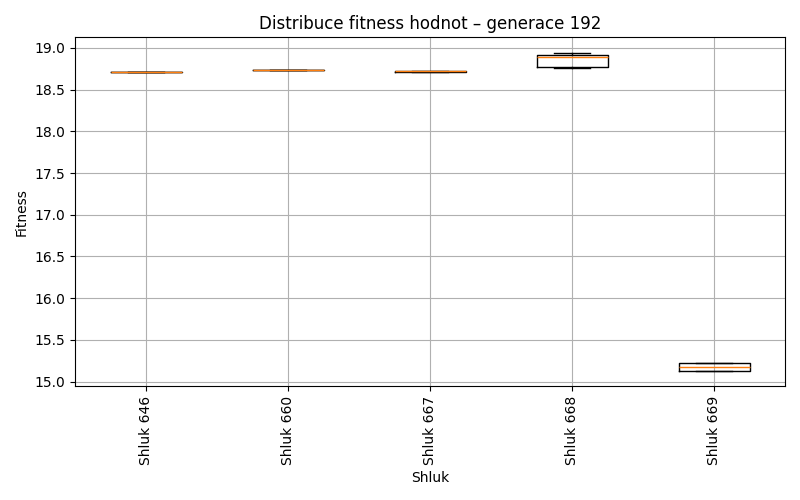 Distribuce fitness hodnot – generace 192
Fitness
19.0
18.5
18.0
17.5
17.0
16.5
16.0
15.5
15.0
Shluk 646
Shluk 660
Shluk 667
Shluk 668
Shluk 669
Shluk